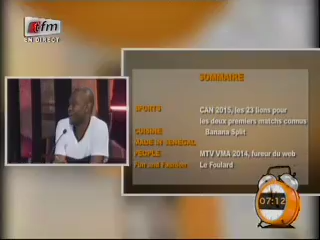 tfm
EN DIRECT
SOMMAIRE
SPORTS CAN 2015, les 23 lions pour
les deux premiers matchs connus
CUISINE Banana Split
MADE IN SENEGAL
PEOPLE MTV VMA 2014, fureur du web
Fun and Fashion Le Foulard
07:12